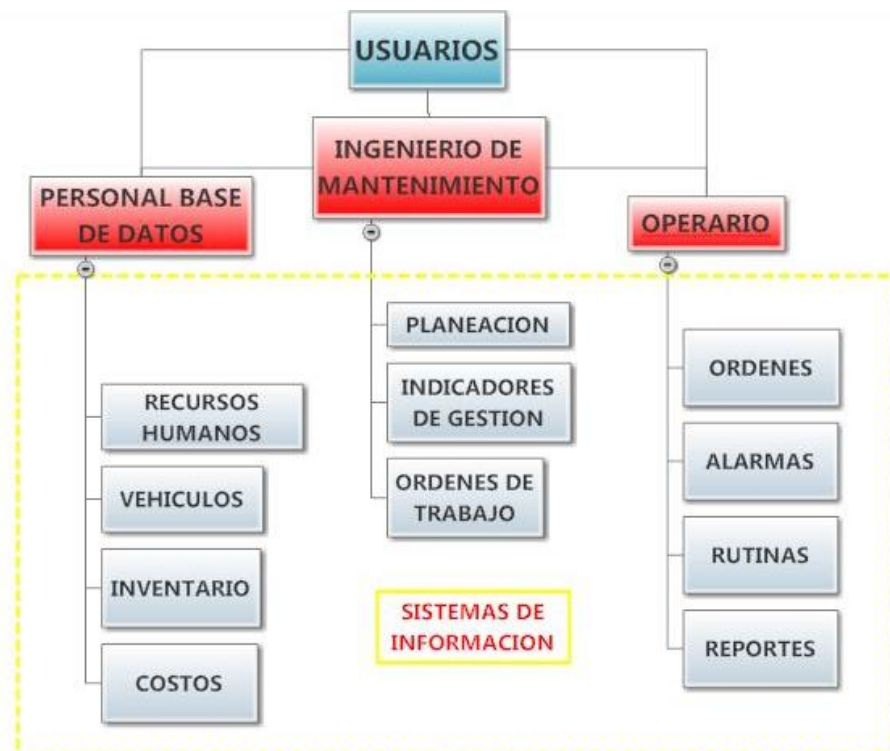 USUARIOS
INGENIERIO DE
MANTENIMIENTO
PERSONAL BASE
DE DATOS
OPERARIO
RECURSOS
HUMANOS
VEHICULOS
INVENTARIO
COSTOS
PLANEACION
INDICADORES
DE GESTION
ORDENES DE
TRABAJO
ORDENES
ALARMAS
RUTINAS
REPORTES
SISTEMAS DE
INFORMACION